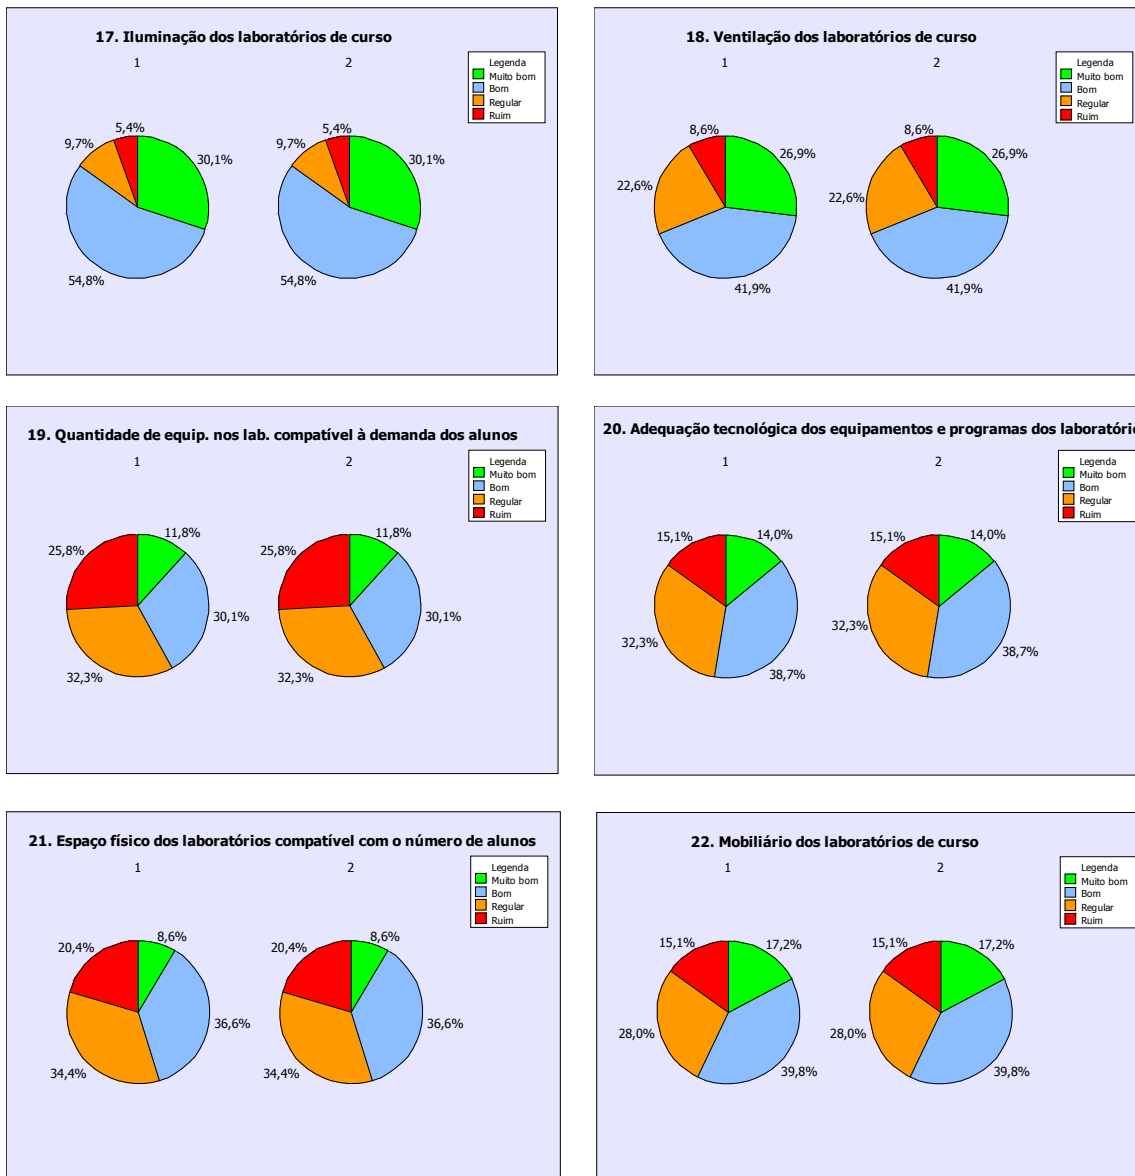 17. Iluminação dos laboratórios de curso
1
2
Legenda
Muito bom
Bom
Regular
Ruim
5,4%
9,7%
30,1%
54,8%
5,4%
9,7%
30,1%
54,8%
18. Ventilação dos laboratórios de curso
1
2
Legenda
Muito bom
Bom
Regular
Ruim
8,6%
26,9%
22,6%
41,9%
8,6%
26,9%
22,6%
41,9%
19. Quantidade de equip. nos lab. compatível à demanda dos alunos
1
2
Legenda
Muito bom
Bom
Regular
Ruim
11,8%
25,8%
30,1%
32,3%
11,8%
25,8%
30,1%
32,3%
20. Adequação tecnológica dos equipamentos e programas dos laboratóri
1
2
Legenda
Muito bom
Bom
Regular
Ruim
15,1%
14,0%
32,3%
38,7%
15,1%
14,0%
32,3%
38,7%
21. Espaço físico dos laboratórios compatível com o número de alunos
1
2
Legenda
Muito bom
Bom
Regular
Ruim
8,6%
20,4%
36,6%
34,4%
8,6%
20,4%
36,6%
34,4%
22. Mobiliário dos laboratórios de curso
1
2
Legenda
Muito bom
Bom
Regular
Ruim
15,1%
17,2%
28,0%
39,8%
15,1%
17,2%
28,0%
39,8%